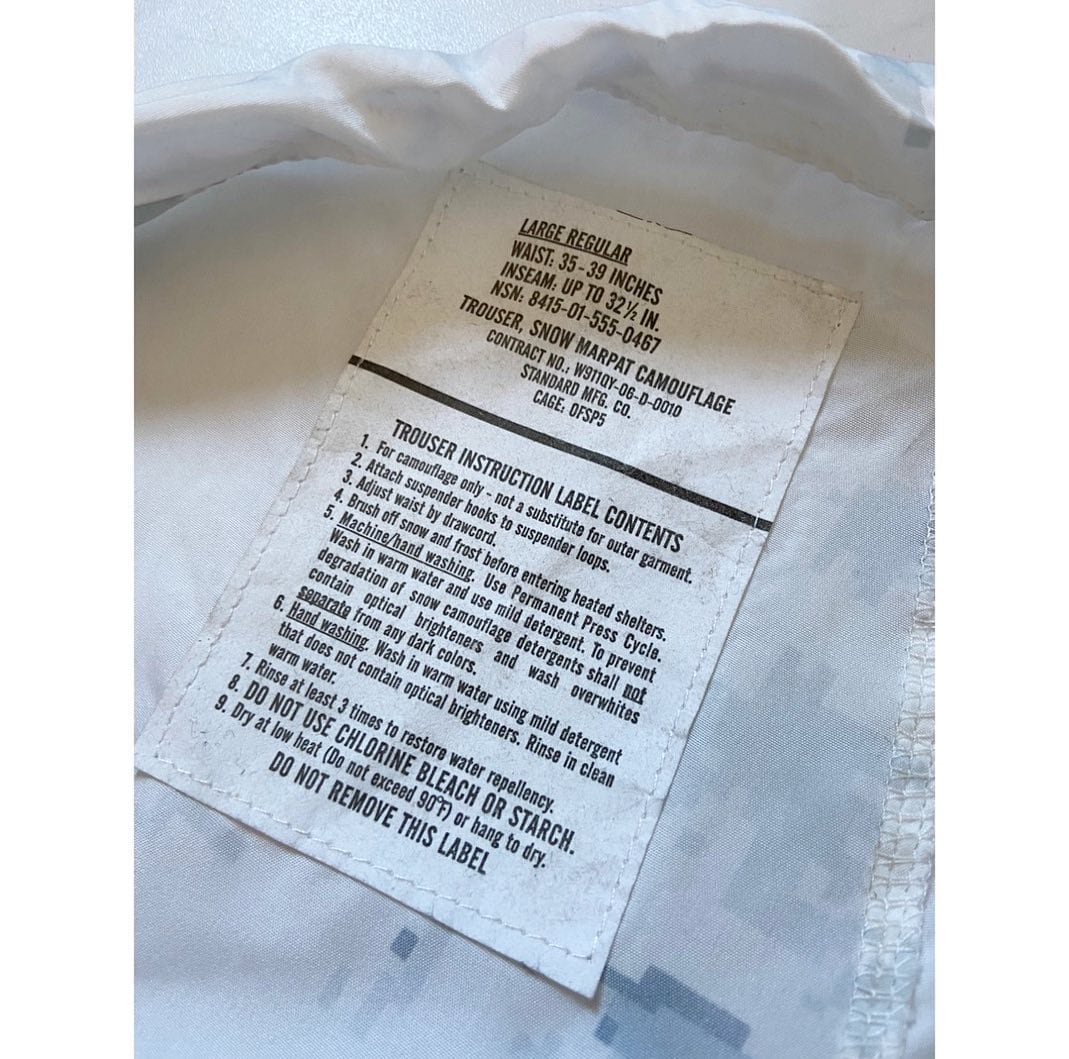 LARGE REGULAR
WAIST: 35-39 INCHES
INSEAM: UP TO 32½ IN.
NSN: 8415-01-555-0467
TROUSER, SNOW MARPAT CAMOUFLAGE
CONTRACT NO.: W911QY-06-D-0010
STANDARD MFG. CO.
CAGE: OFSP5
TROUSER INSTRUCTION LABEL CONTENTS
1. For camouflage only - not a substitute for outer garment.
2. Attach suspender hooks to suspender loops.
3. Adjust waist by drawcord.
4. Brush off snow and frost before entering heated shelters.
5. Machine/hand washing. Use Permanent Press Cycle.
Wash in warm water and use mild detergent. To prevent
degradation of snow camouflage detergents shall not
contain optical brighteners and wash overwhites
separate from any dark colors.
6. Hand washing. Wash in warm water using mild detergent
that does not contain optical brighteners. Rinse in clean
warm water.
7. Rinse at least 3 times to restore water repellency.
8. DO NOT USE CHLORINE BLEACH OR STARCH.
9. Dry at low heat (Do not exceed 90°F) or hang to dry.
DO NOT REMOVE THIS LABEL